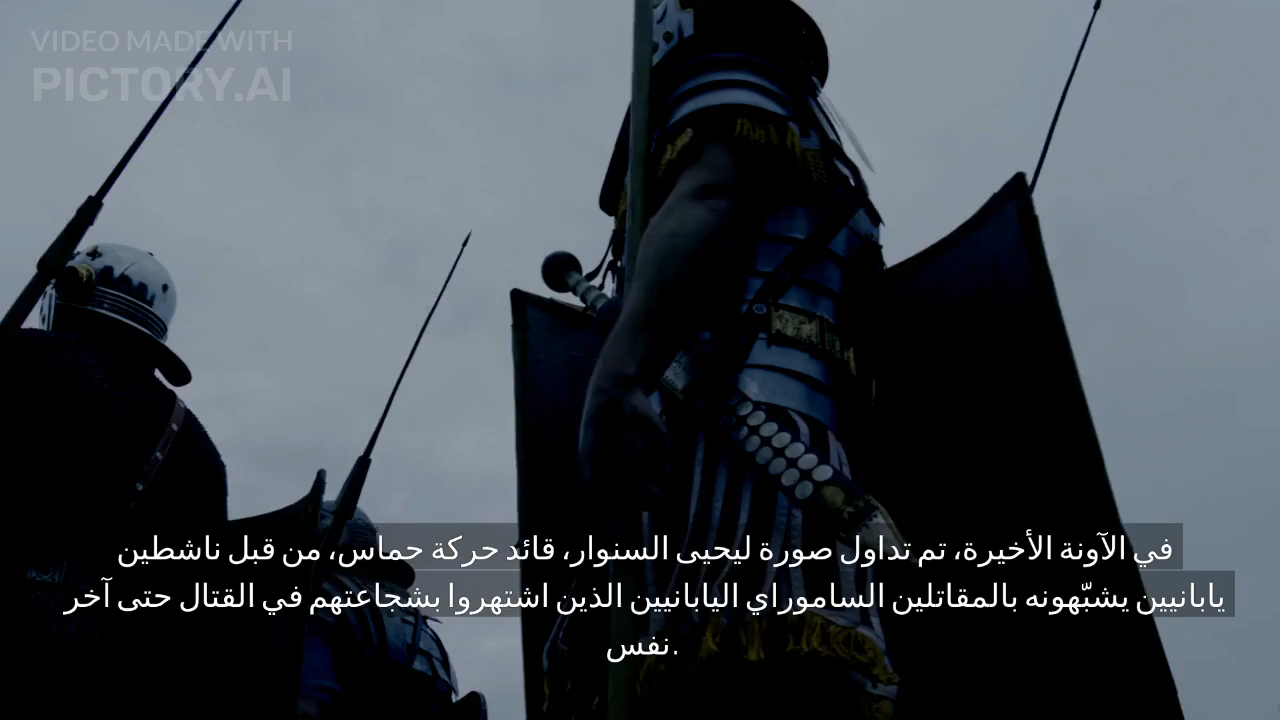 VIDEO MADE WITH
PICTORY.AI
في الآونة الأخيرة، تم تداول صورة ليحيى السنوار، قائد حركة حماس، من قبل ناشطين
يابانيين يشبّهونه بالمقاتلين الساموراي اليابانيين الذين اشتهروا بشجاعتهم في القتال حتى آخر
نفس.